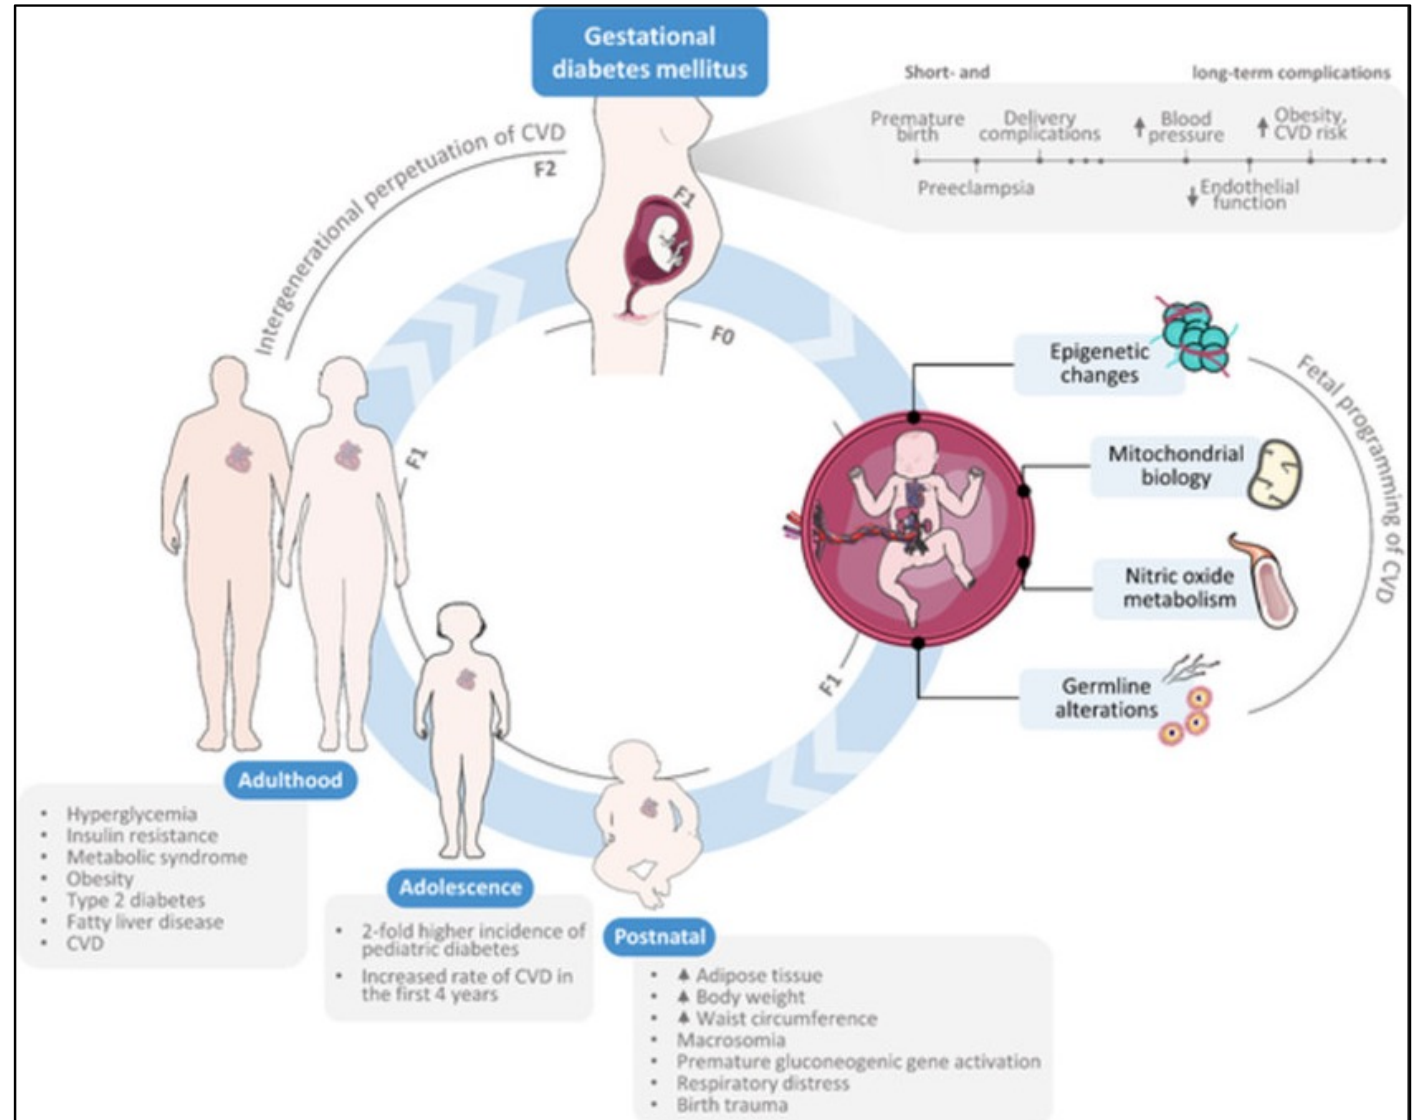 Gestational
diabetes mellitus
Short- and long-term complications
Premature
birth
Delivery
complications
Blood
pressure
Obesity,
CVD risk
Preeclampsia
Endothelial
function
Intergenerational perpetuation of CVD
F2
F1
F0
Epigenetic
changes
Mitochondrial
biology
Nitric oxide
metabolism
Germline
alterations
Fetal programming of CVD
F1
F1
Adulthood
• Hyperglycemia
• Insulin resistance
• Metabolic syndrome
• Obesity
• Type 2 diabetes
• Fatty liver disease
• CVD
Adolescence
• 2-fold higher incidence of
pediatric diabetes
• Increased rate of CVD in
the first 4 years
Postnatal
• Adipose tissue
• Body weight
• Waist circumference
• Macrosomia
• Premature gluconeogenic gene activation
• Respiratory distress
• Birth trauma